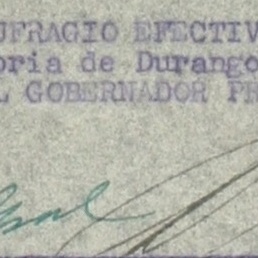 UFRAGIO EFECTIV
oria de Durango
L GOBERNADOR PR